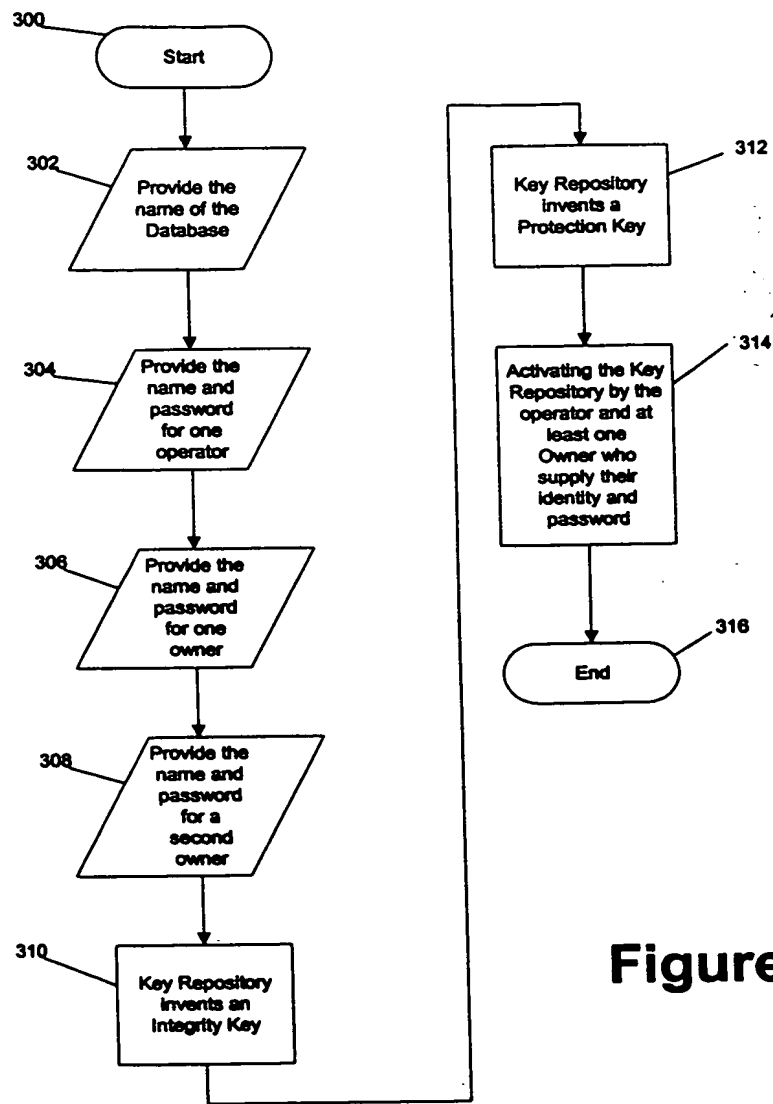 300
Start
302
Provide the
name of the
Database
304
Provide the
name and
password
for one
operator
306
Provide the
name and
password
for one
owner
308
Provide the
name and
password
for a
second
owner
310
Key Repository
invents an
Integrity Key
312
Key Repository
invents a
Protection Key
314
Activating the Key
Repository by the
operator and at
least one
Owner who
supply their
identity and
password
316
End
Figure